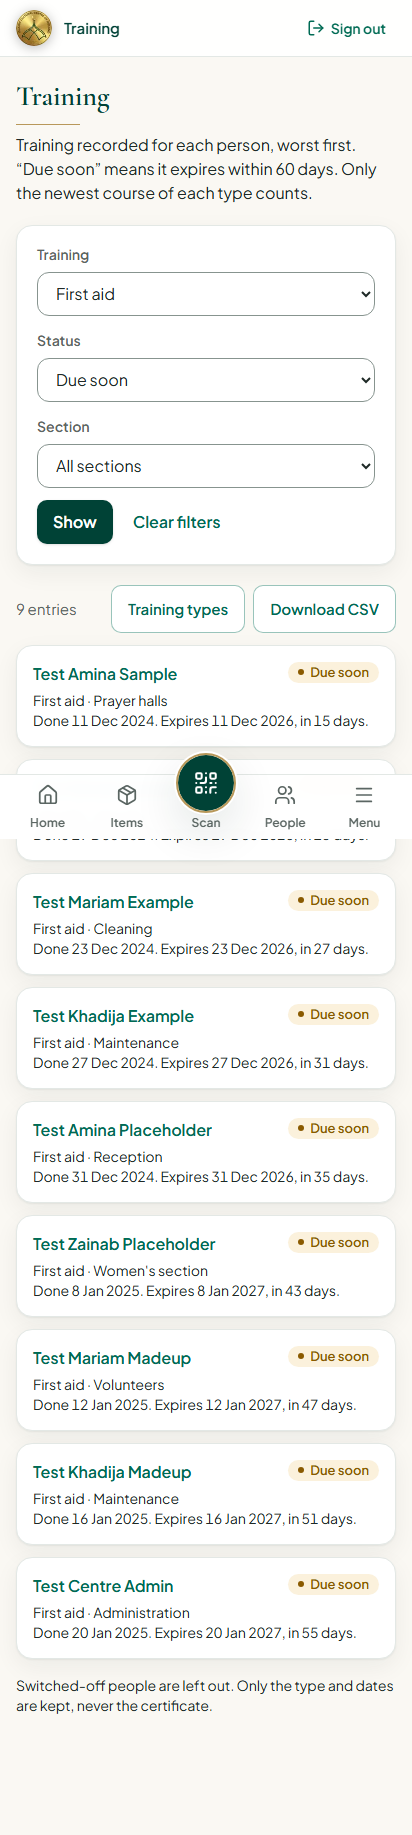 Training
Sign out
Training
Training recorded for each person, worst first.
“Due soon” means it expires within 60 days. Only
the newest course of each type counts.
Training
First aid
Status
Due soon
Section
All sections
Show
Clear filters
9 entries
Training types
Download CSV
Test Amina Sample
Due soon
First aid · Prayer halls
Done 11 Dec 2024. Expires 11 Dec 2026, in 15 days.
Home
Items
Scan
People
Menu
Test Mariam Example
Due soon
First aid · Cleaning
Done 23 Dec 2024. Expires 23 Dec 2026, in 27 days.
Test Khadija Example
Due soon
First aid · Maintenance
Done 27 Dec 2024. Expires 27 Dec 2026, in 31 days.
Test Amina Placeholder
Due soon
First aid · Reception
Done 31 Dec 2024. Expires 31 Dec 2026, in 35 days.
Test Zainab Placeholder
Due soon
First aid · Women's section
Done 8 Jan 2025. Expires 8 Jan 2027, in 43 days.
Test Mariam Madeup
Due soon
First aid · Volunteers
Done 12 Jan 2025. Expires 12 Jan 2027, in 47 days.
Test Khadija Madeup
Due soon
First aid · Maintenance
Done 16 Jan 2025. Expires 16 Jan 2027, in 51 days.
Test Centre Admin
Due soon
First aid · Administration
Done 20 Jan 2025. Expires 20 Jan 2027, in 55 days.
Switched-off people are left out. Only the type and dates
are kept, never the certificate.